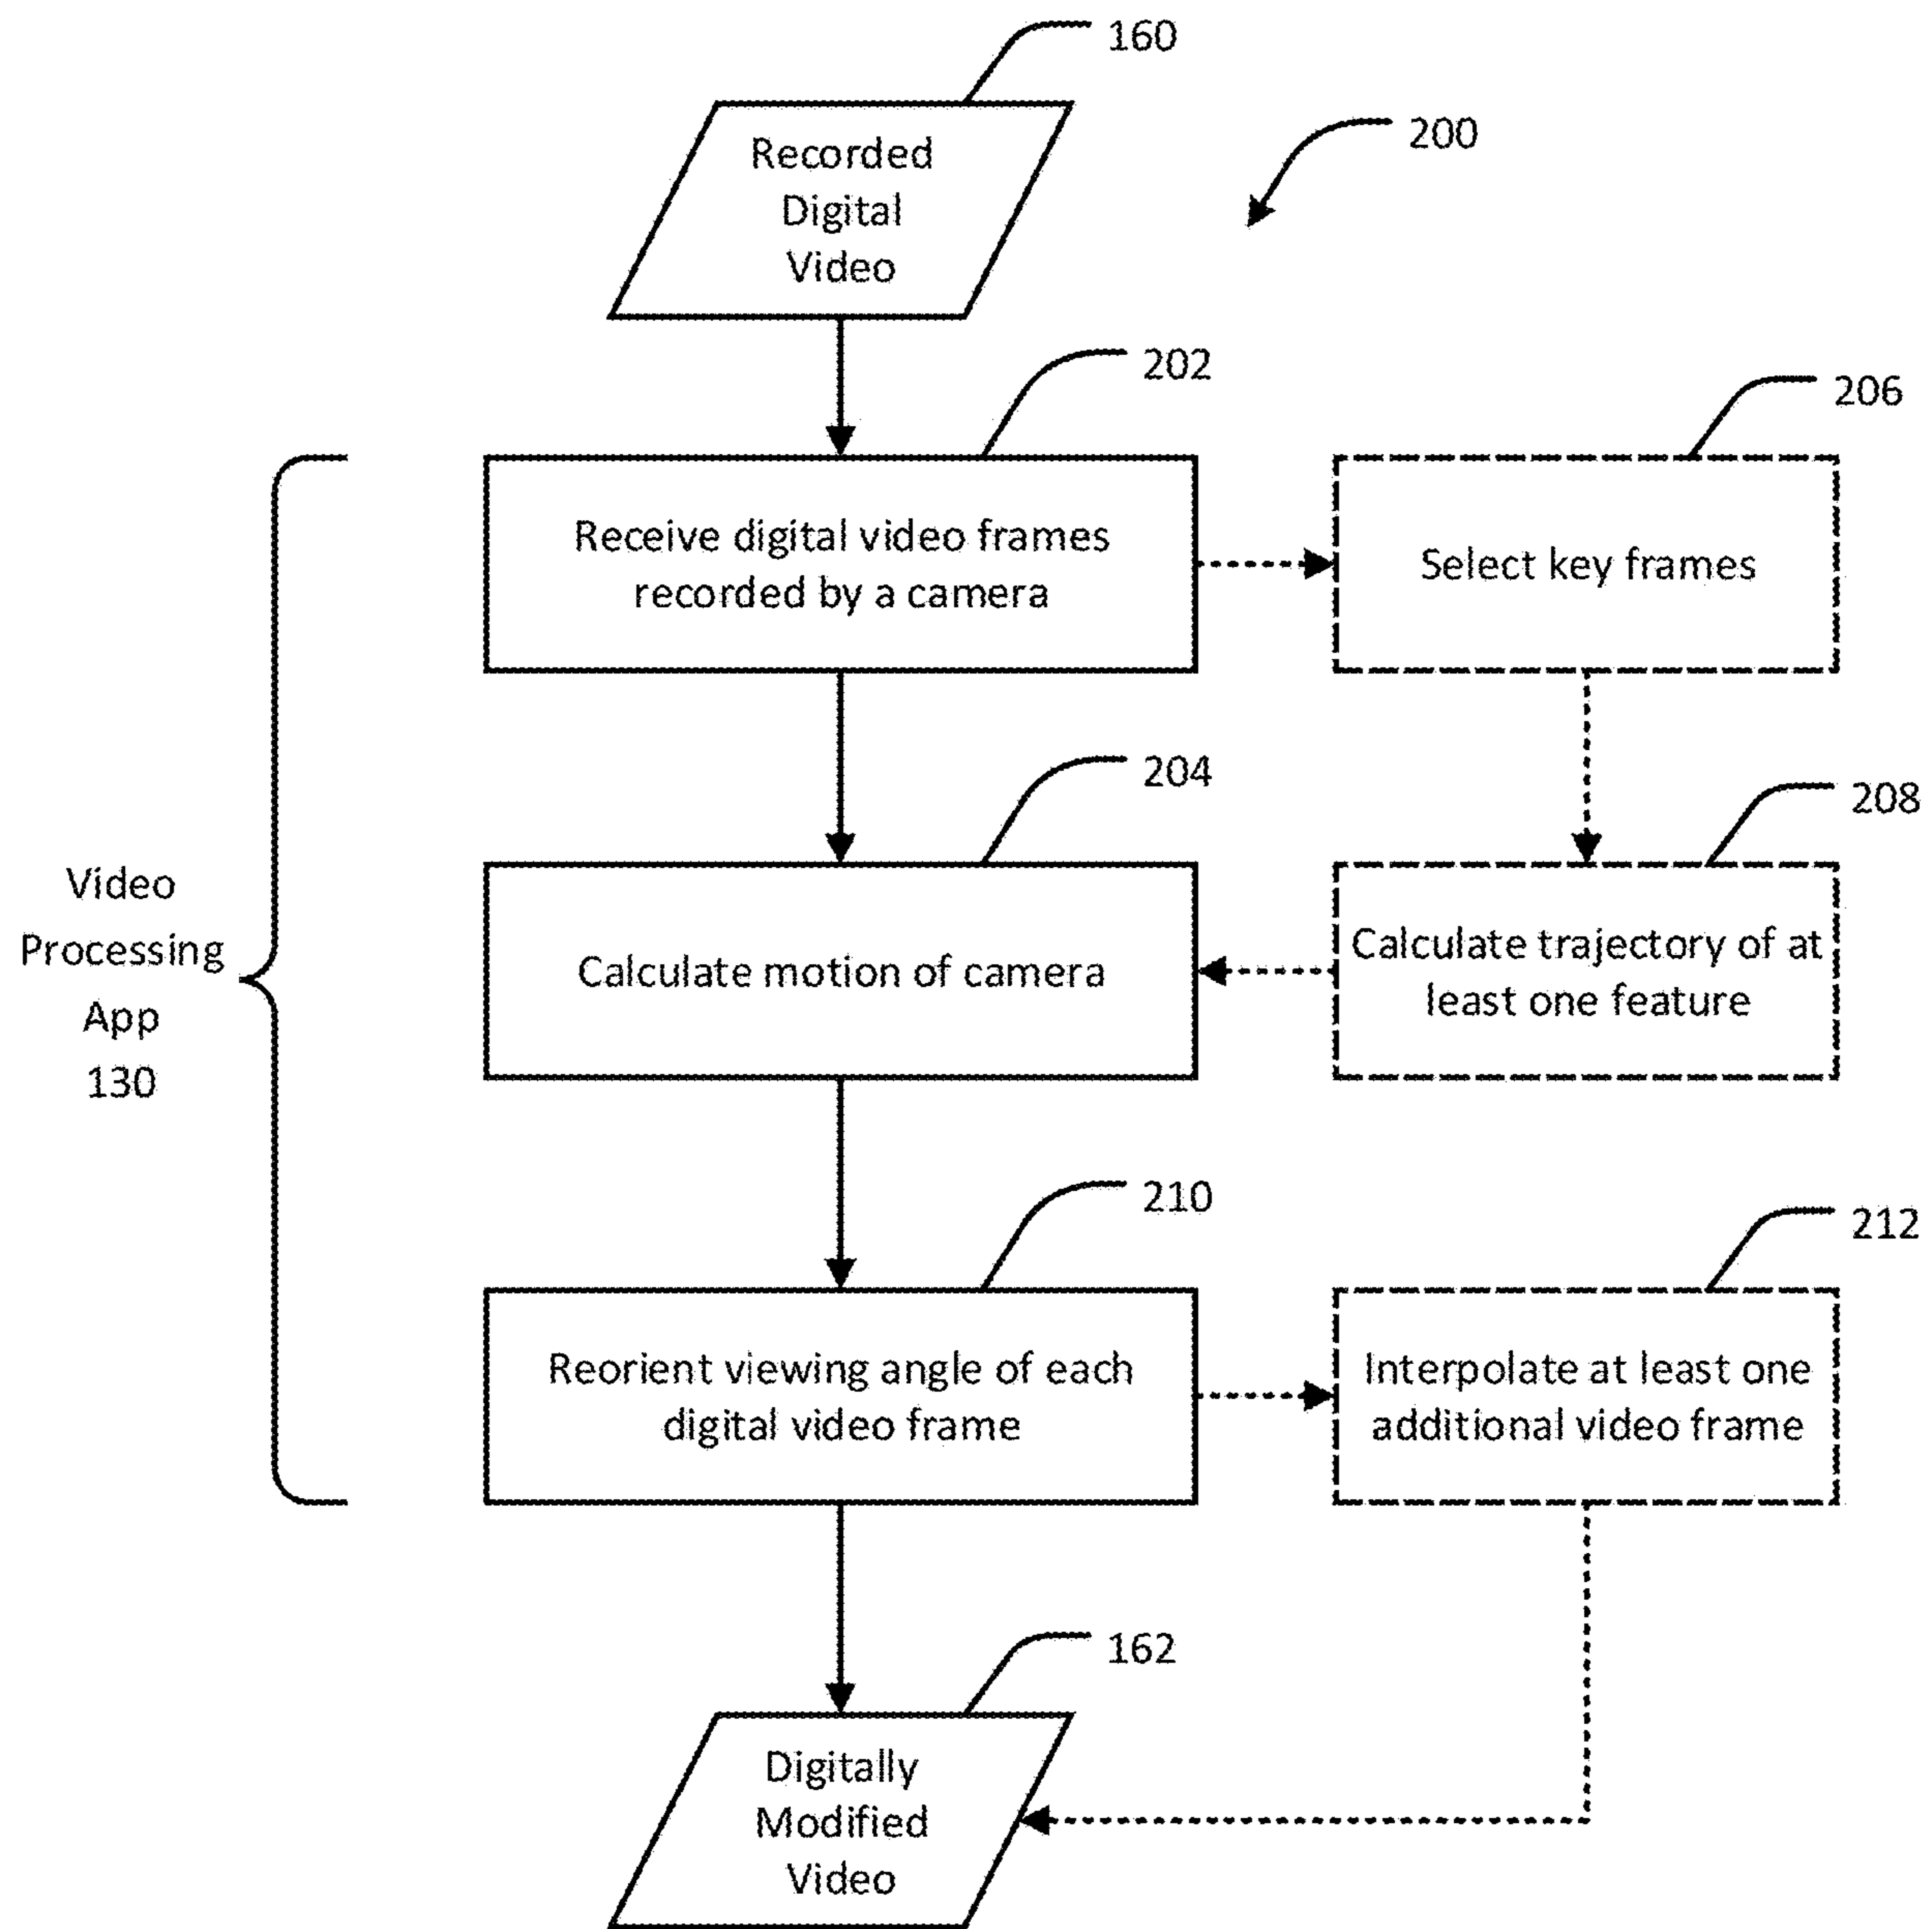 160
Recorded
Digital
Video
200
202
206
Receive digital video frames
recorded by a camera
Select key frames
204
208
Video
Processing
App
130
Calculate motion of camera
Calculate trajectory of at
least one feature
210
212
Reorient viewing angle of each
digital video frame
Interpolate at least one
additional video frame
162
Digitally
Modified
Video